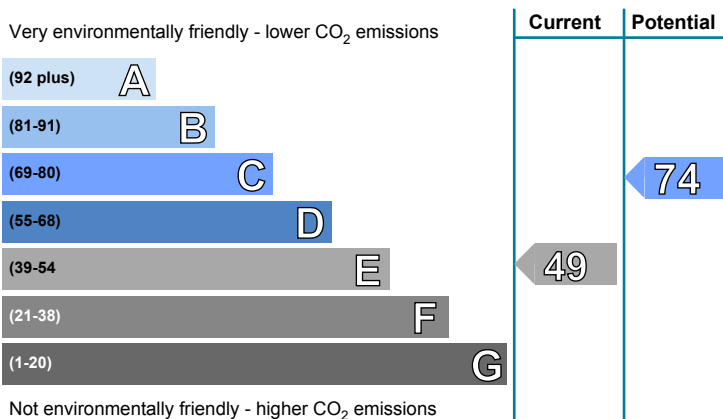 Very environmentally friendly - lower CO2 emissions
Current
Potential
(92 plus) A
(81-91) B
(69-80) C
74
(55-68) D
(39-54 E
49
(21-38) F
(1-20) G
Not environmentally friendly - higher CO2 emissions